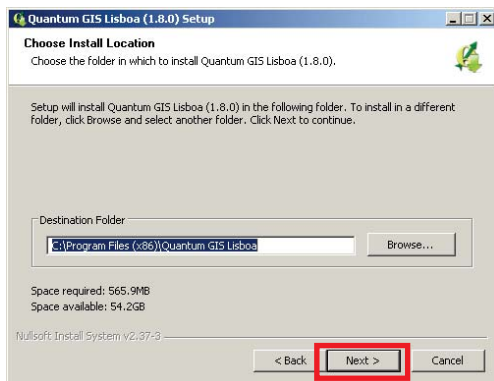 Quantum GIS Lisboa (1.8.0) Setup
Choose Install Location
Choose the folder in which to install Quantum GIS Lisboa (1.8.0).
Setup will install Quantum GIS Lisboa (1.8.0) in the following folder. To install in a different
folder, click Browse and select another folder. Click Next to continue.
Destination Folder
C:\Program Files (x86)\Quantum GIS Lisboa
Browse...
Space required: 565.9MB
Space available: 54.2GB
Nullsoft Install System v2.37-3
< Back Next > Cancel